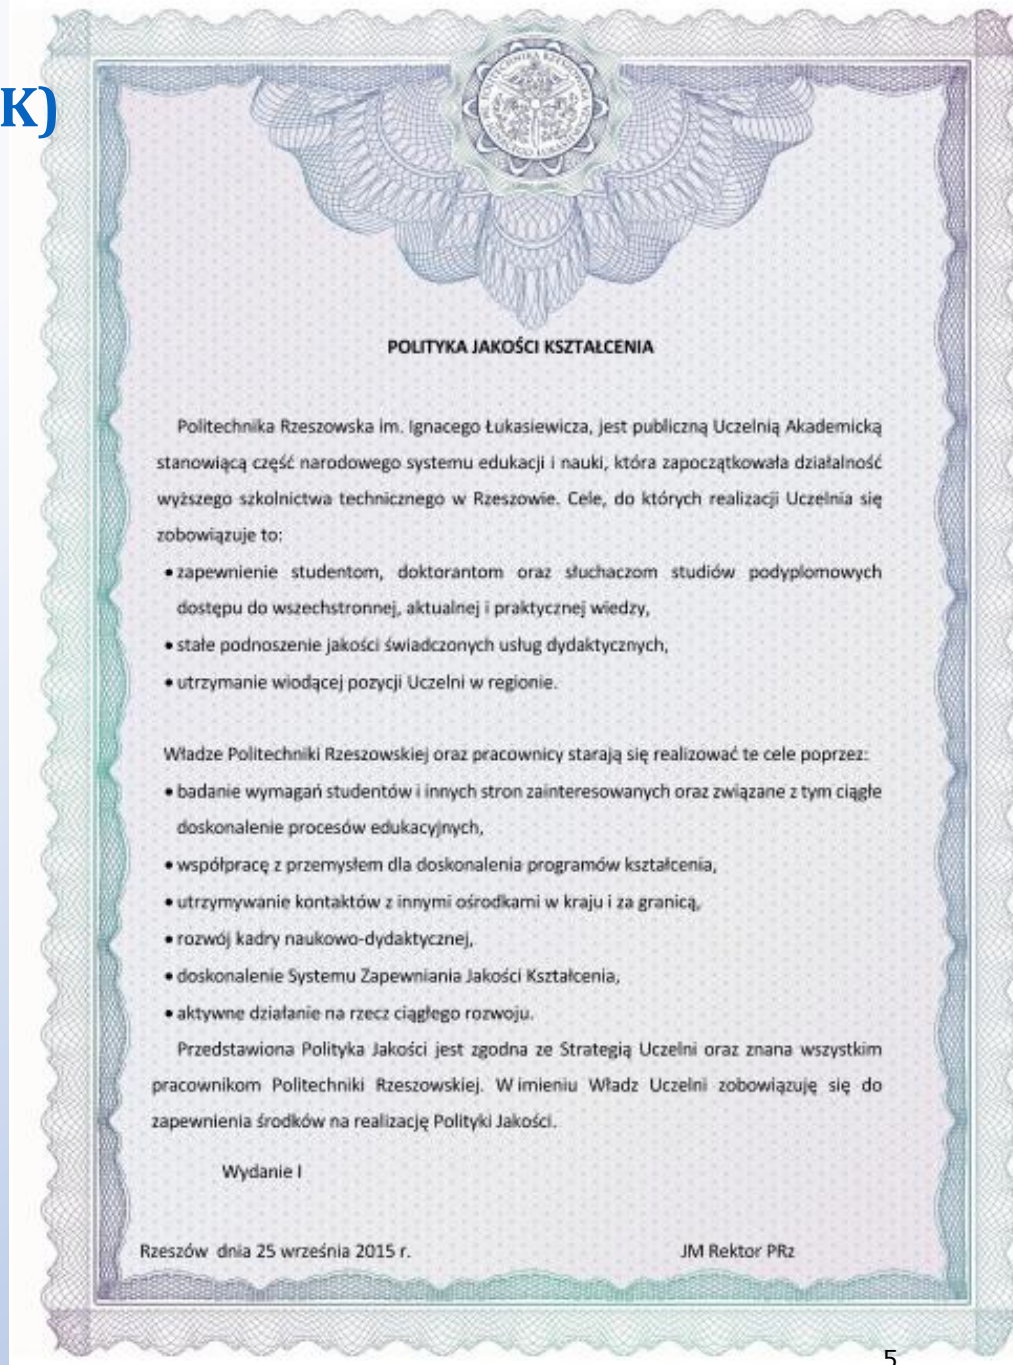 K)
POLITECHNIKA RZESZOWSKA
POLITYKA JAKOŚCI KSZTAŁCENIA
Politechnika Rzeszowska im. Ignacego Łukasiewicza, jest publiczną Uczelnią Akademicką
stanowiącą część narodowego systemu edukacji i nauki, która zapoczątkowała działalność
wyższego szkolnictwa technicznego w Rzeszowie. Cele, do których realizacji Uczelnia się
zobowiązuje to:
• zapewnienie studentom, doktorantom oraz słuchaczom studiów podyplomowych
dostępu do wszechstronnej, aktualnej i praktycznej wiedzy,
• stałe podnoszenie jakości świadczonych usług dydaktycznych,
• utrzymanie wiodącej pozycji Uczelni w regionie.
Władze Politechniki Rzeszowskiej oraz pracownicy starają się realizować te cele poprzez:
• badanie wymagań studentów i innych stron zainteresowanych oraz związane z tym ciągłe
doskonalenie procesów edukacyjnych,
• współpracę z przemysłem dla doskonalenia programów kształcenia,
• utrzymywanie kontaktów z innymi ośrodkami w kraju i za granicą,
• rozwój kadry naukowo-dydaktycznej,
• doskonalenie Systemu Zapewniania Jakości Kształcenia,
• aktywne działanie na rzecz ciągłego rozwoju.
Przedstawiona Polityka Jakości jest zgodna ze Strategią Uczelni oraz znana wszystkim
pracownikom Politechniki Rzeszowskiej. W imieniu Władz Uczelni zobowiązuję się do
zapewnienia środków na realizację Polityki Jakości.
Wydanie I
Rzeszów dnia 25 września 2015 r. JM Rektor PRz
5